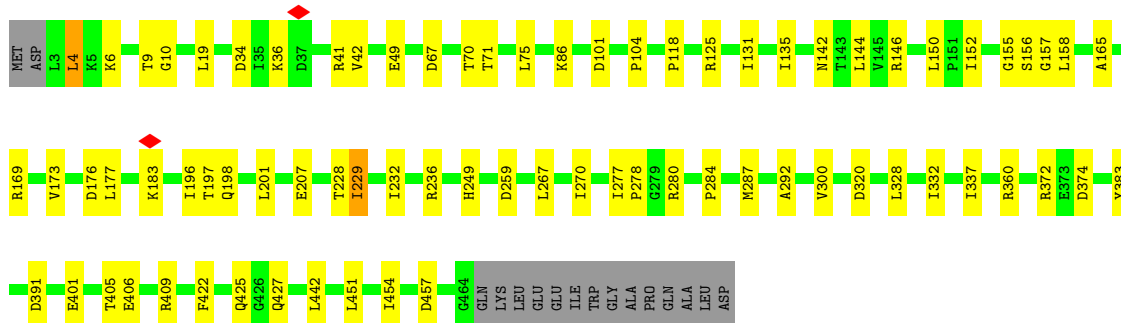 MET ASP L3 L4 K5 K6 T9 G10 L19 D34 I35 K36 D37 R41 V42 E49 D67 T70 T71 L75 K86 D101 P104 P118 R125 I131 I135 N142 T143 L144 V145 R146 L150 P151 I152 G155 S156 G157 L158 A165
R169 V173 D176 L177 K183 I196 T197 Q198 L201 E207 T228 I229 I232 R236 H249 D259 L267 I270 I277 P278 G279 R280 P284 M287 A292 V300 D320 L328 I332 I337 R360 R372 E373 D374 Y383
D391 E401 T405 E406 R409 F422 Q425 G426 Q427 L442 L451 I454 D457 G464 GLN LYS LEU GLU GLU ILE TRP GLY ALA PRO GLN ALA LEU ASP